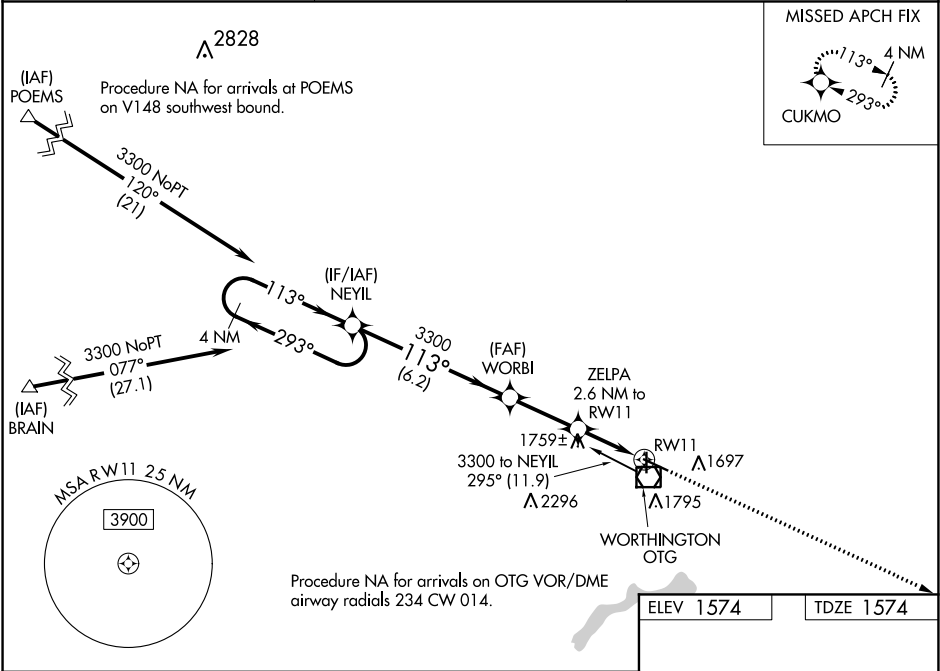 MISSED APCH FIX
113°
4 NM
293°
CUKMO
2828
(IAF)
POEMS
Procedure NA for arrivals at POEMS
on V148 southwest bound.
3300 NoPT
120°
(21)
113°
(IF/IAF)
NEYIL
4 NM
293°
3300
113°
(6.2)
(FAF)
WORBI
3300 NoPT
077°
(27.1)
(IAF)
BRAIN
ZELPA
2.6 NM to
RW11
1759±
RW11
1697
3300 to NEYIL
295° (11.9)
2296
1795
WORTHINGTON
OTG
MSA RW11 25 NM
3900
Procedure NA for arrivals on OTG VOR/DME
airway radials 234 CW 014.
ELEV 1574
TDZE 1574